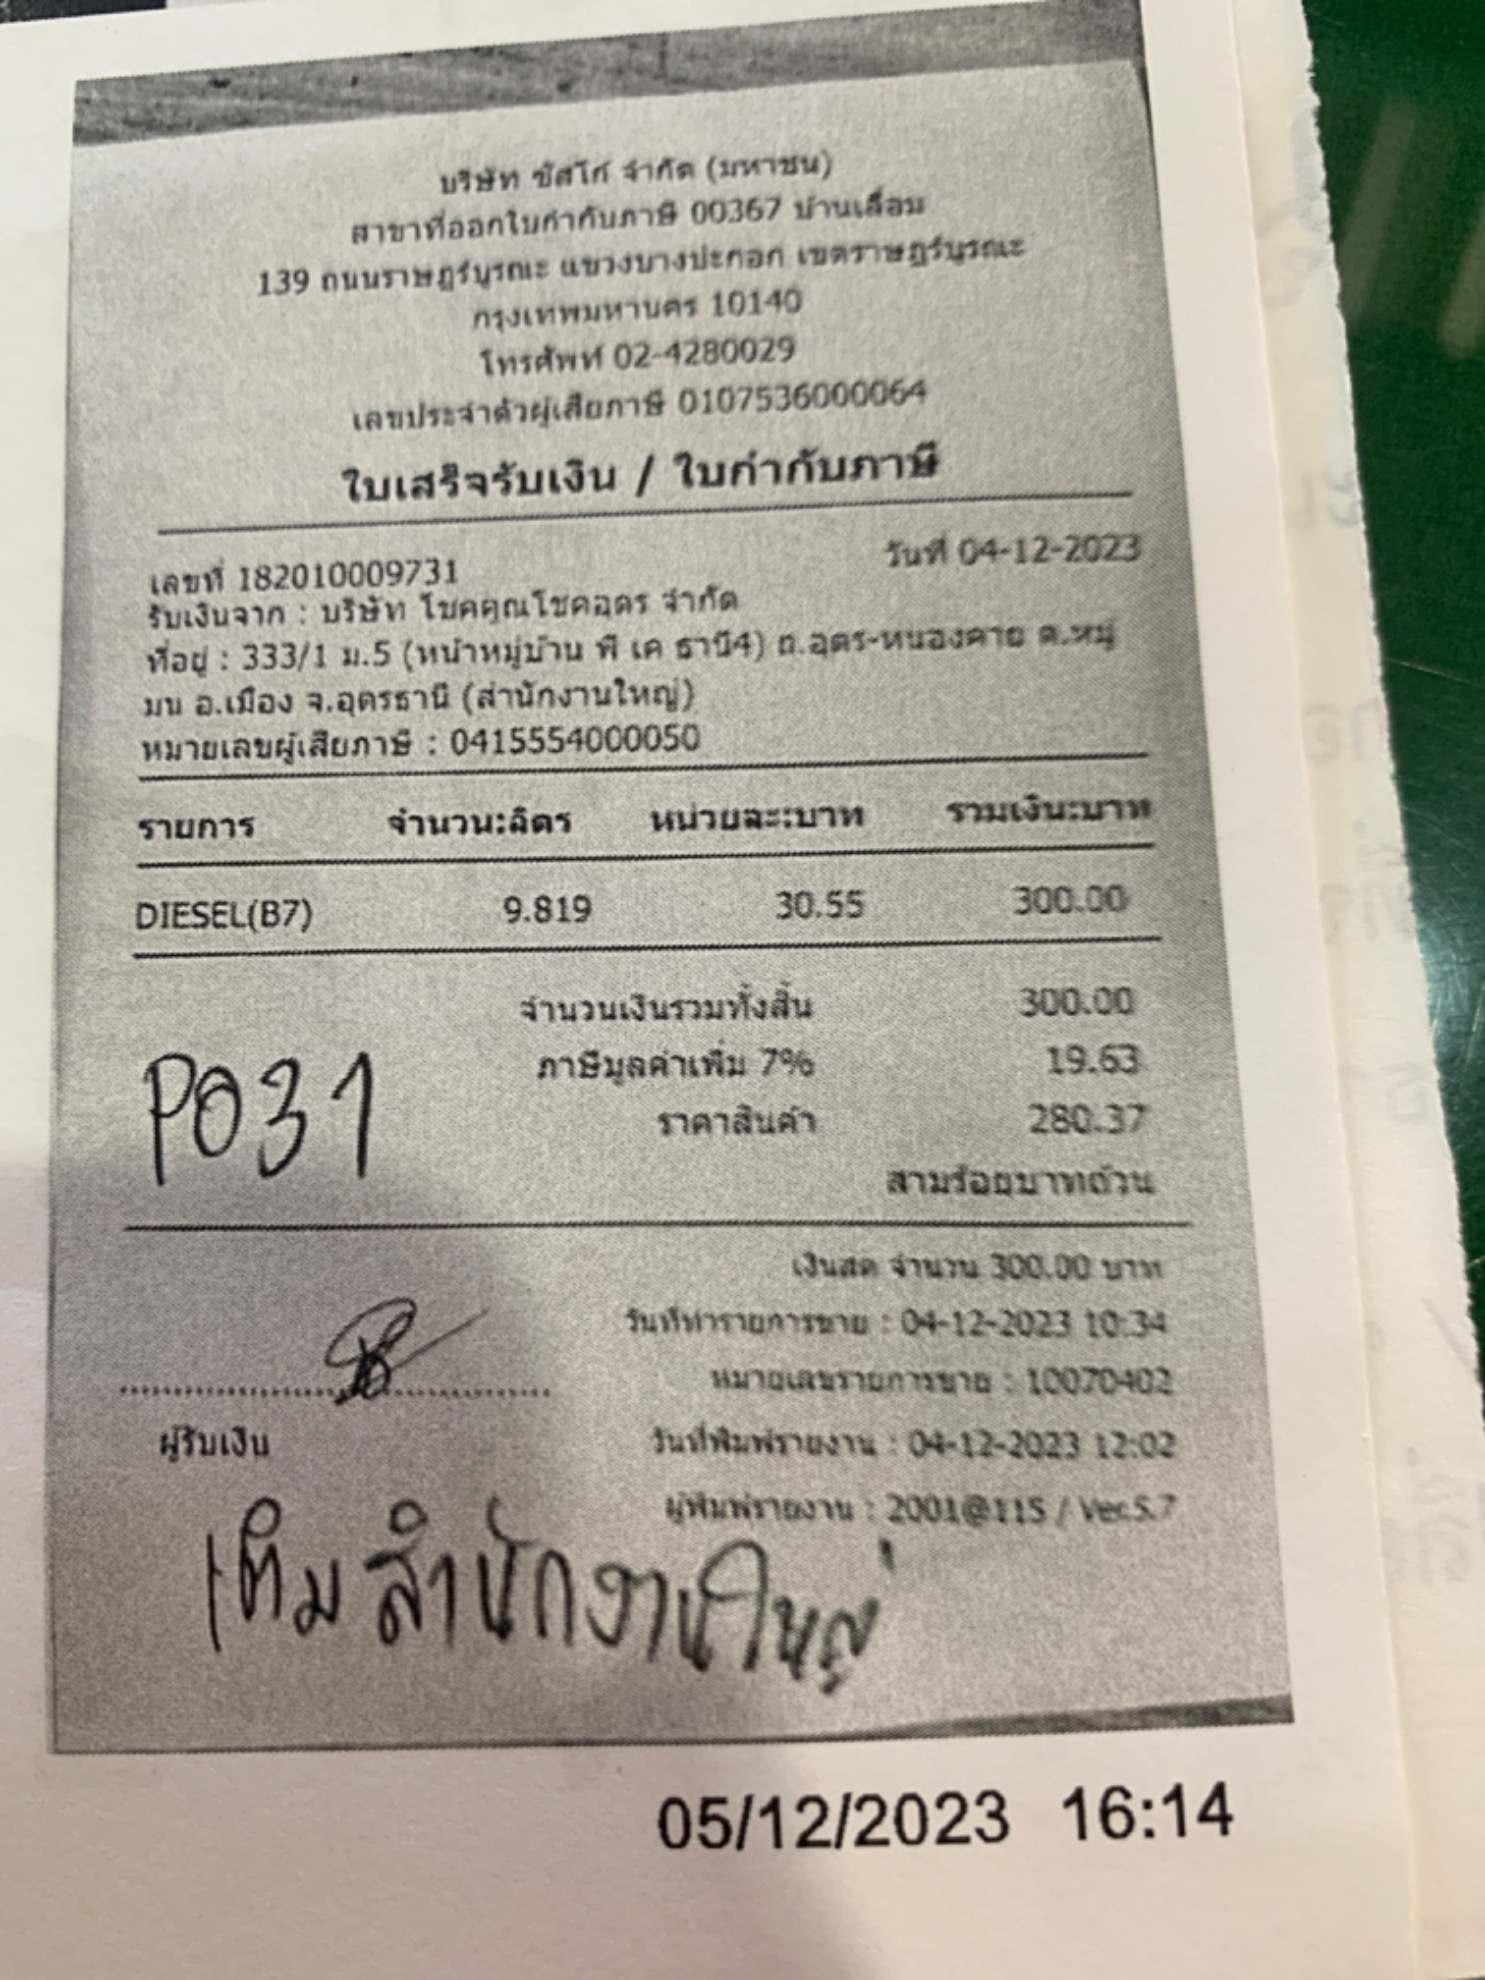 บริษัท ซัสโก้ จำกัด (มหาชน)
สาขาที่ออกใบกำกับภาษี 00367 บ้านเลื่อม
139 ถนนราษฎร์บูรณะ แขวงบางปะกอก เขตราษฎร์บูรณะ
กรุงเทพมหานคร 10140
โทรศัพท์ 02-4280029
เลขประจำตัวผู้เสียภาษี 0107536000064
ใบเสร็จรับเงิน / ใบกำกับภาษี
เลขที่ 182010009731 วันที่ 04-12-2023
รับเงินจาก : บริษัท โชคคูณโชคอุดร จำกัด
ที่อยู่ : 333/1 ม.5 (หน้าหมู่บ้าน พี เค ธานี4) ถ.อุดร-หนองคาย ต.หมู
มน อ.เมือง จ.อุดรธานี (สำนักงานใหญ่)
หมายเลขผู้เสียภาษี : 0415554000050
รายการ จำนวน:ลิตร หน่วยละ:บาท รวมเงิน:บาท
DIESEL(B7) 9.819 30.55 300.00
จำนวนเงินรวมทั้งสิ้น 300.00
ภาษีมูลค่าเพิ่ม 7% 19.63
ราคาสินค้า 280.37
P031
สามร้อยบาทถ้วน
เงินสด จำนวน 300.00 บาท
วันที่ทำรายการขาย : 04-12-2023 10:34
หมายเลขรายการขาย : 10070402
ผู้รับเงิน วันที่พิมพ์รายงาน : 04-12-2023 12:02
ผู้พิมพ์รายงาน : 2001@115 / Ver.5.7
เติมสำนักงานใหญ่
05/12/2023 16:14